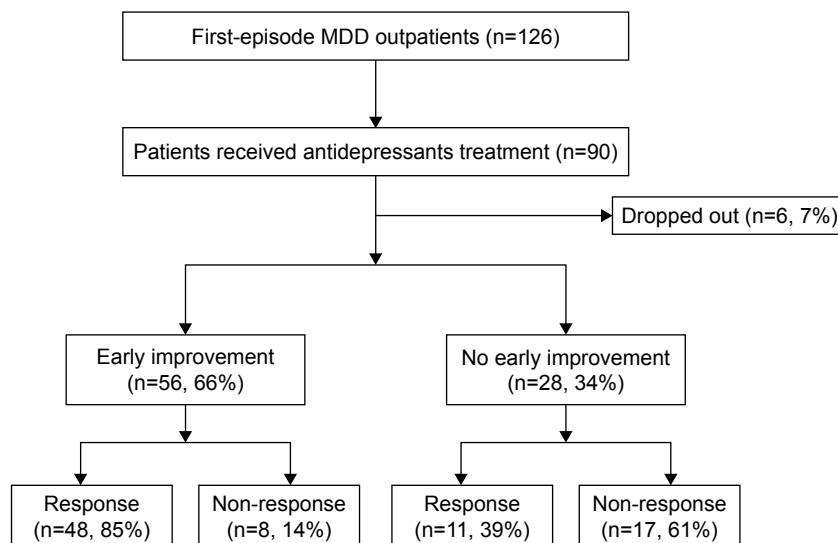 First-episode MDD outpatients (n=126)
Patients received antidepressants treatment (n=90)
Dropped out (n=6, 7%)
Early improvement
(n=56, 66%)
No early improvement
(n=28, 34%)
Response
(n=48, 85%)
Non-response
(n=8, 14%)
Response
(n=11, 39%)
Non-response
(n=17, 61%)